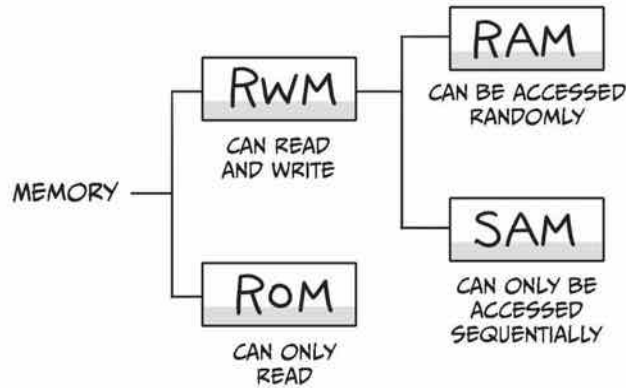 MEMORY
RWM
CAN READ
AND WRITE
ROM
CAN ONLY
READ
RAM
CAN BE ACCESSED
RANDOMLY
SAM
CAN ONLY BE
ACCESSED
SEQUENTIALLY